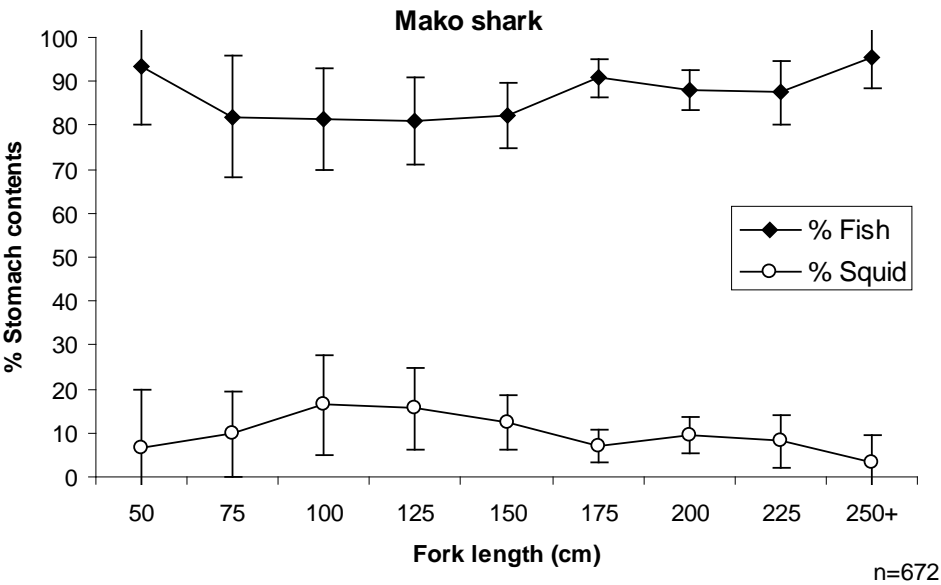 Mako shark
% Stomach contents
100
90
80
70
60
50
40
30
20
10
0
% Fish
% Squid
50 75 100 125 150 175 200 225 250+
Fork length (cm)
n=672